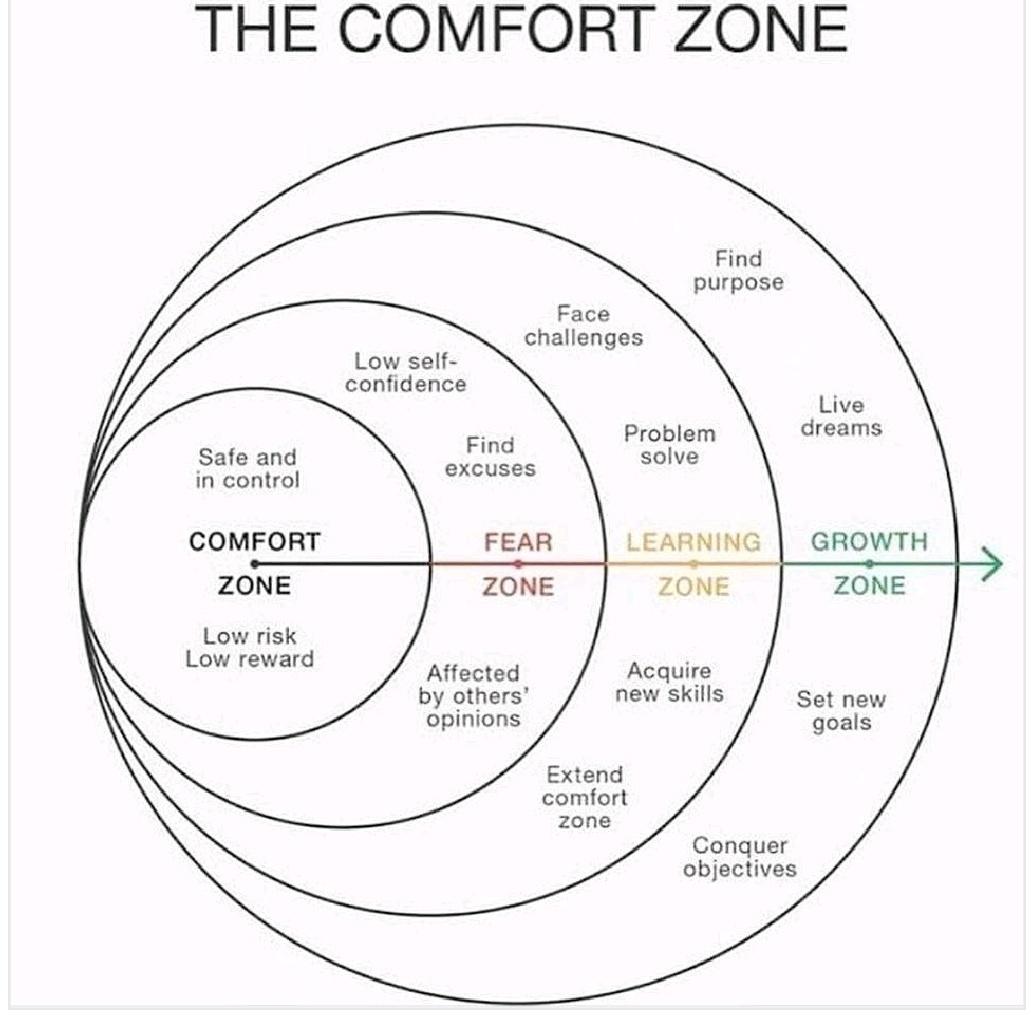 THE COMFORT ZONE
Find
purpose
Face
challenges
Low self-
confidence
Live
dreams
Problem
solve
Find
excuses
Safe and
in control
COMFORT
ZONE
FEAR
ZONE
LEARNING
ZONE
GROWTH
ZONE
Low risk
Low reward
Affected
by others’
opinions
Acquire
new skills
Set new
goals
Extend
comfort
zone
Conquer
objectives